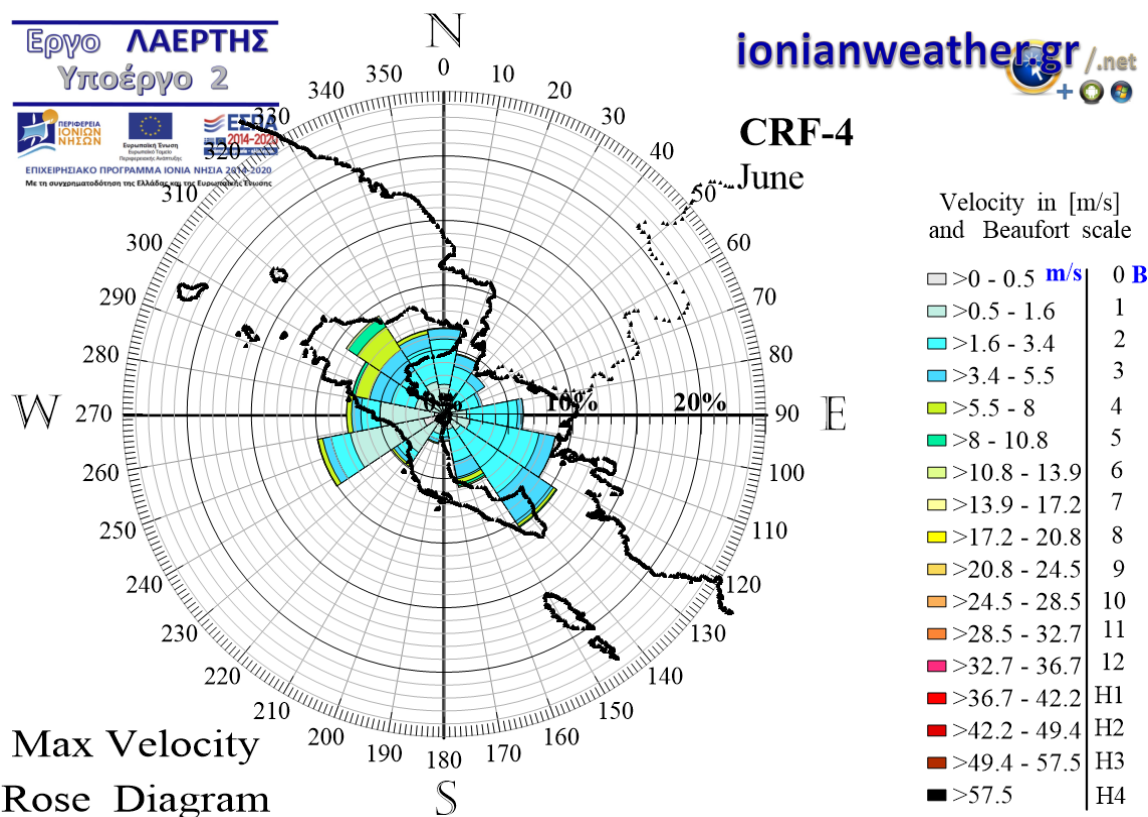 Εργο ΛΑΕΡΤΗΣ
Υποέργο 2
ΠΕΡΙΦΕΡΕΙΑ
ΙΟΝΙΩΝ
ΝΗΣΩΝ
Ευρωπαϊκή Ένωση
Ευρωπαϊκό Ταμείο
Περιφερειακής Ανάπτυξης
ΕΣΠΑ
2014-2020
ΕΠΙΧΕΙΡΗΣΙΑΚΟ ΠΡΟΓΡΑΜΜΑ ΙΟΝΙΑ ΝΗΣΙΑ 2014-2020
Με τη συγχρηματοδότηση της Ελλάδας και της Ευρωπαϊκής Ένωσης
ionianweather.gr /.net
+
CRF-4
June
N
0
10
20
30
40
50
60
70
80
90
E
100
110
120
130
140
150
160
170
180
S
190
200
210
220
230
240
250
260
270
W
280
290
300
310
320
330
340
350
0%
10%
20%
Velocity in [m/s]
and Beaufort scale
>0 - 0.5 m/s 0 B
>0.5 - 1.6 1
>1.6 - 3.4 2
>3.4 - 5.5 3
>5.5 - 8 4
>8 - 10.8 5
>10.8 - 13.9 6
>13.9 - 17.2 7
>17.2 - 20.8 8
>20.8 - 24.5 9
>24.5 - 28.5 10
>28.5 - 32.7 11
>32.7 - 36.7 12
>36.7 - 42.2 H1
>42.2 - 49.4 H2
>49.4 - 57.5 H3
>57.5 H4
Max Velocity
Rose Diagram